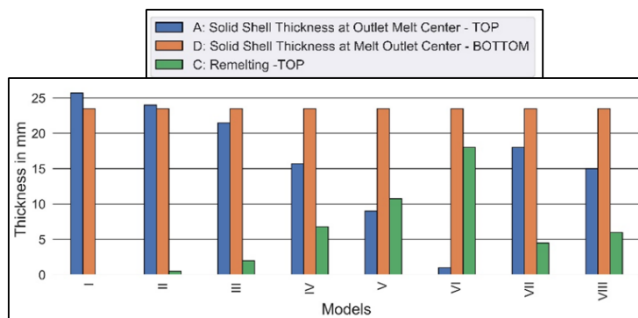 A: Solid Shell Thickness at Outlet Melt Center - TOP
D: Solid Shell Thickness at Melt Outlet Center - BOTTOM
C: Remelting -TOP
Thickness in mm
25
20
15
10
5
0
I II III IV V VI VII VIII
Models